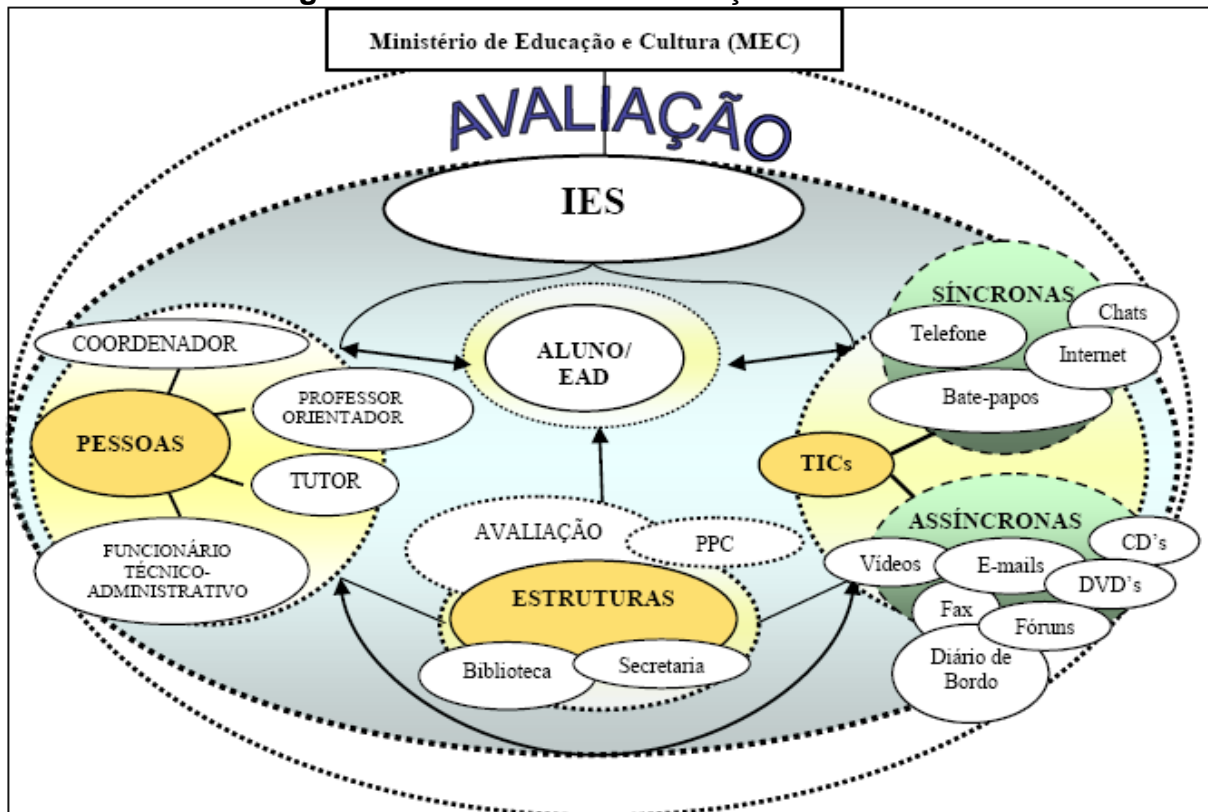 Ministério de Educação e Cultura (MEC)
AVALIAÇÃO
IES
SÍNCRONAS
Chats
Telefone
Internet
Bate-papos
COORDENADOR
ALUNO/
EAD
PROFESSOR
ORIENTADOR
PESSOAS
TICs
TUTOR
AVALIAÇÃO
PPC
ASSÍNCRONAS
CD’s
FUNCIONÁRIO
TÉCNICO-
ADMINISTRATIVO
Vídeos
E-mails
DVD’s
ESTRUTURAS
Fax
Fóruns
Biblioteca
Secretaria
Diário de
Bordo